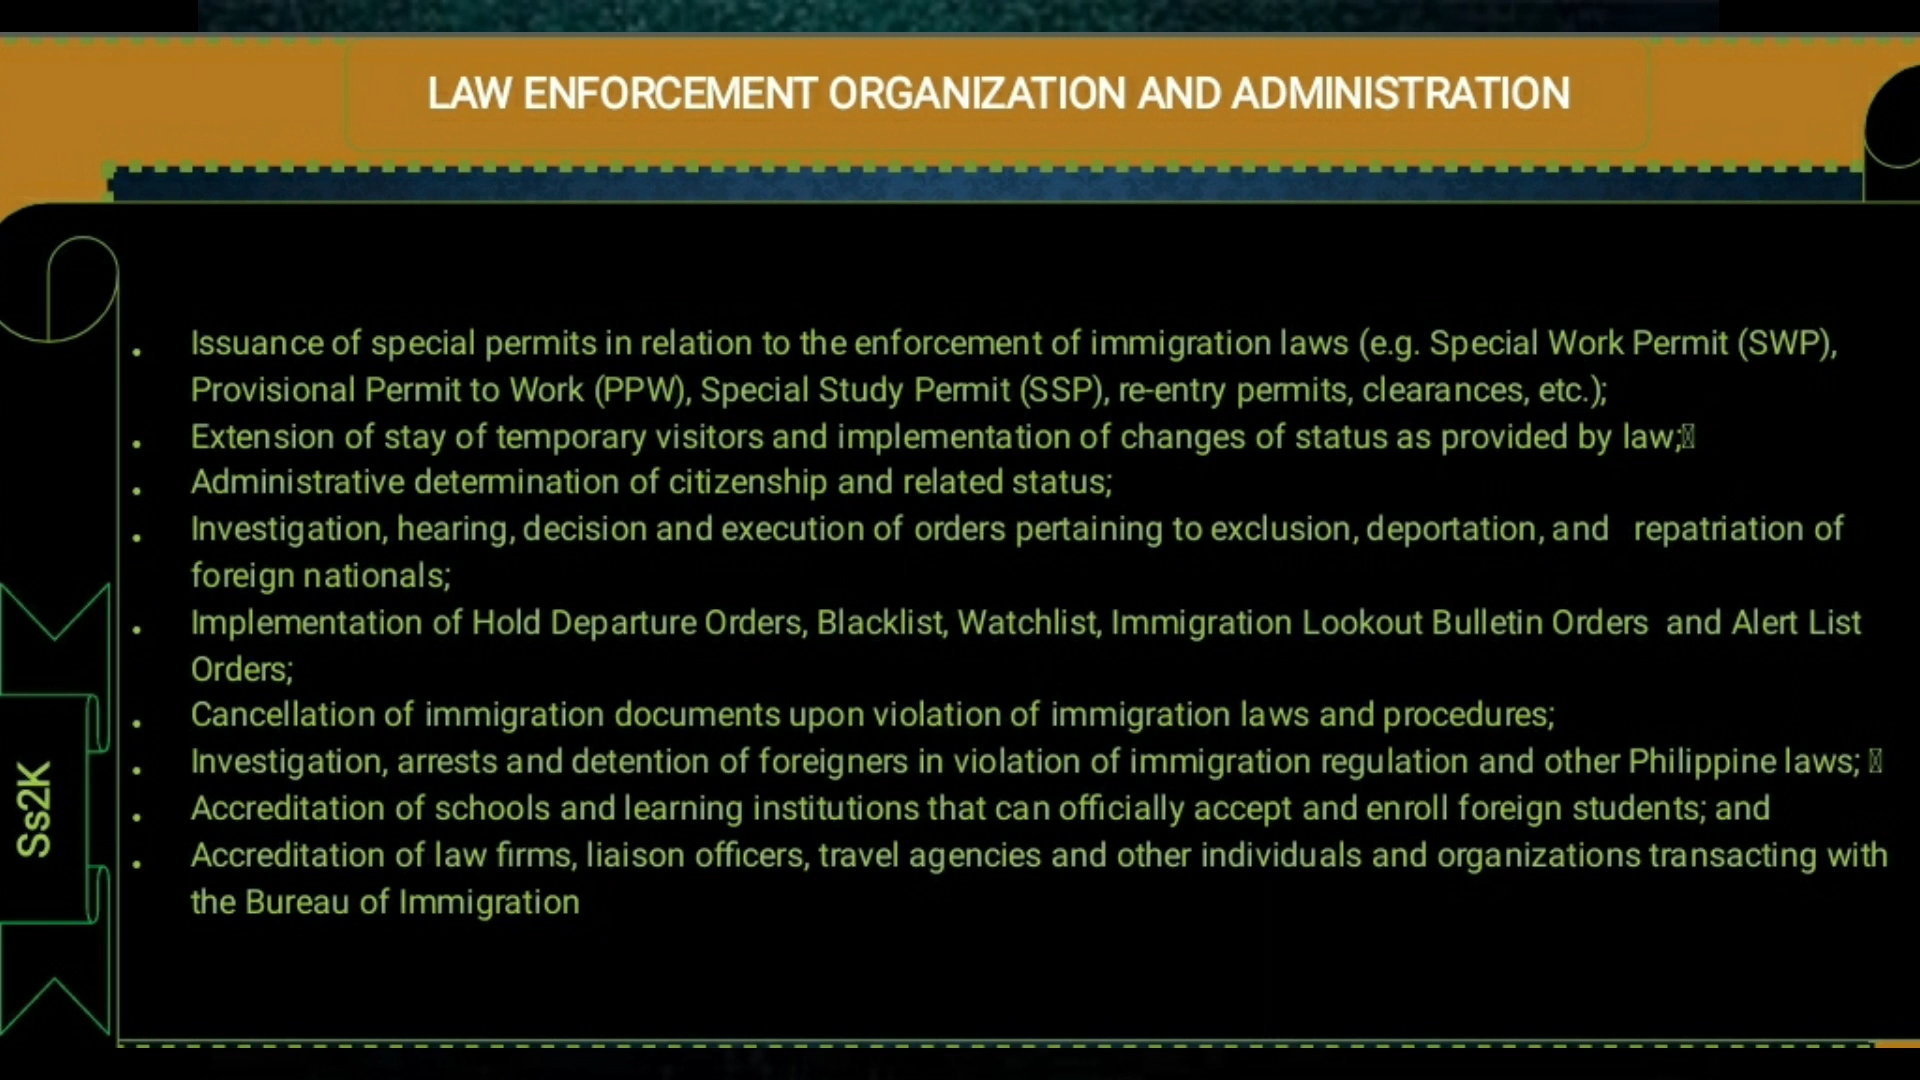 LAW ENFORCEMENT ORGANIZATION AND ADMINISTRATION
• Issuance of special permits in relation to the enforcement of immigration laws (e.g. Special Work Permit (SWP),
Provisional Permit to Work (PPW), Special Study Permit (SSP), re-entry permits, clearances, etc.);
• Extension of stay of temporary visitors and implementation of changes of status as provided by law;
• Administrative determination of citizenship and related status;
• Investigation, hearing, decision and execution of orders pertaining to exclusion, deportation, and repatriation of
foreign nationals;
• Implementation of Hold Departure Orders, Blacklist, Watchlist, Immigration Lookout Bulletin Orders and Alert List
Orders;
• Cancellation of immigration documents upon violation of immigration laws and procedures;
• Investigation, arrests and detention of foreigners in violation of immigration regulation and other Philippine laws;
• Accreditation of schools and learning institutions that can officially accept and enroll foreign students; and
• Accreditation of law firms, liaison officers, travel agencies and other individuals and organizations transacting with
the Bureau of Immigration
Ss2K